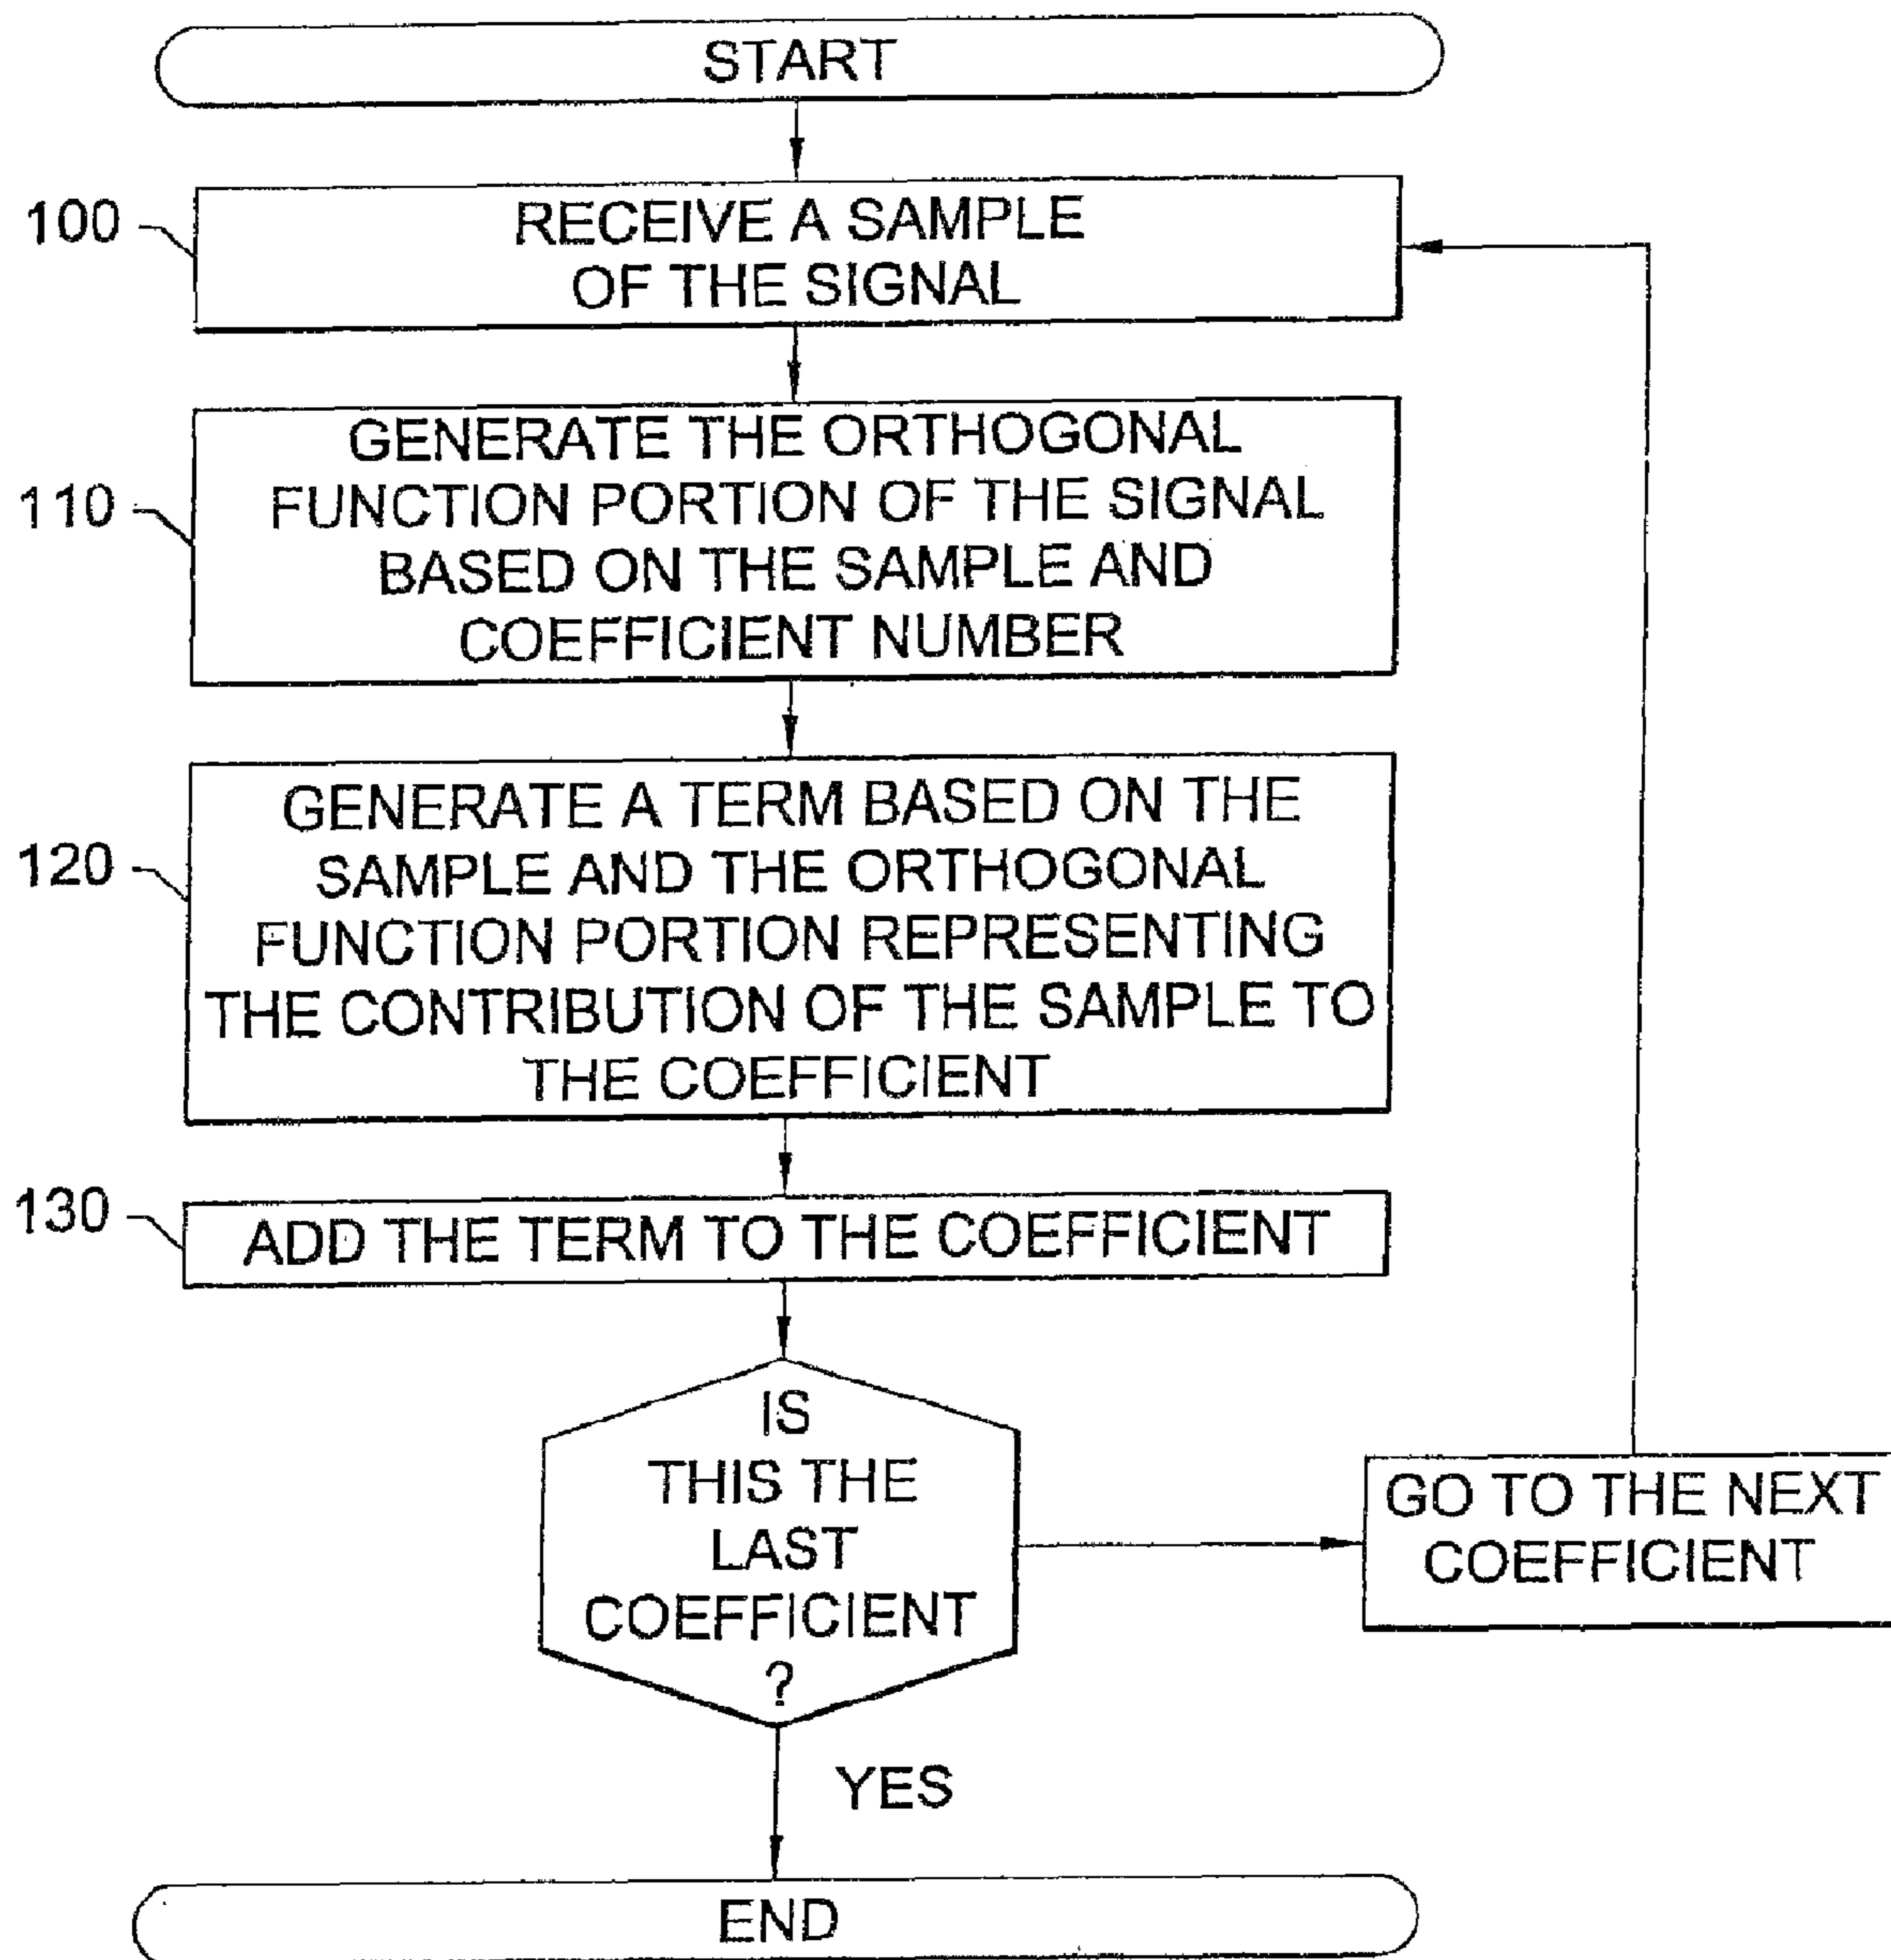 START
100
RECEIVE A SAMPLE
OF THE SIGNAL
110
GENERATE THE ORTHOGONAL
FUNCTION PORTION OF THE SIGNAL
BASED ON THE SAMPLE AND
COEFFICIENT NUMBER
120
GENERATE A TERM BASED ON THE
SAMPLE AND THE ORTHOGONAL
FUNCTION PORTION REPRESENTING
THE CONTRIBUTION OF THE SAMPLE TO
THE COEFFICIENT
130
ADD THE TERM TO THE COEFFICIENT
IS
THIS THE
LAST
COEFFICIENT
?
GO TO THE NEXT
COEFFICIENT
YES
END